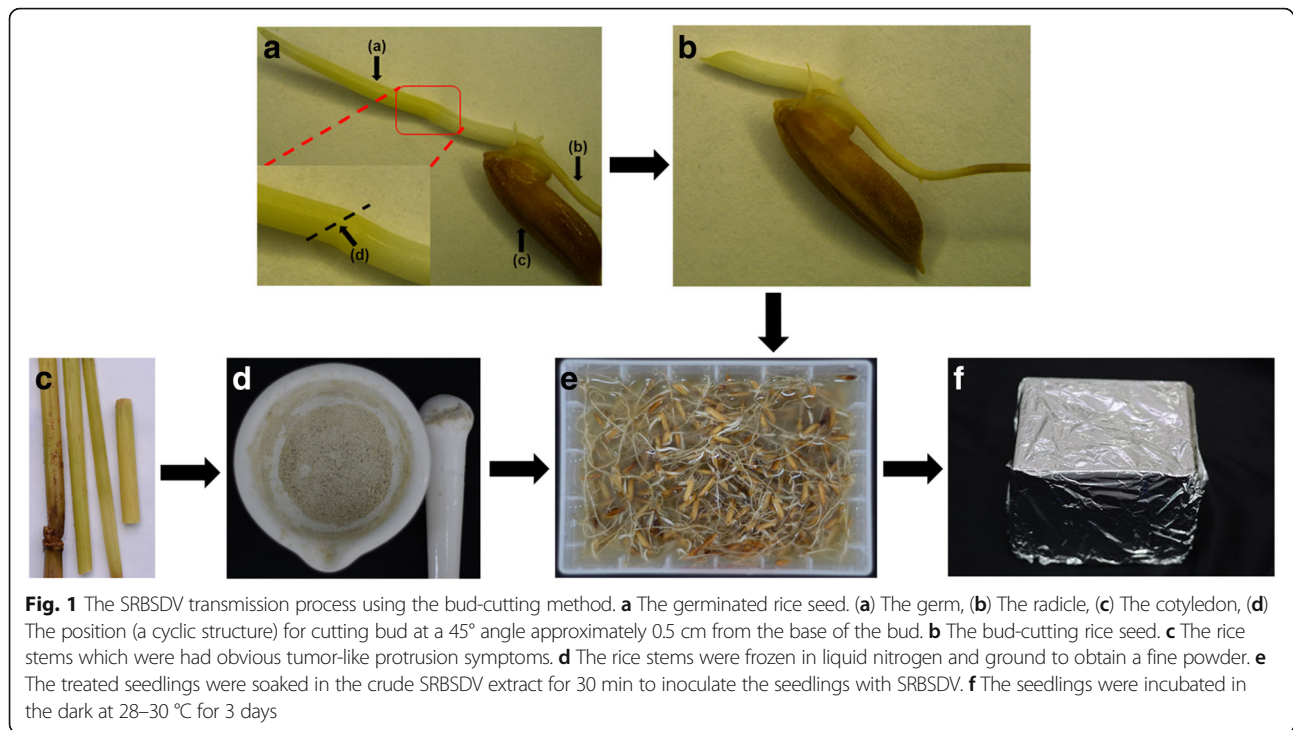 a
(a)
(b)
(c)
(d)
b
c
d
e
f
Fig. 1 The SRBSDV transmission process using the bud-cutting method. a The germinated rice seed. (a) The germ, (b) The radicle, (c) The cotyledon, (d)
The position (a cyclic structure) for cutting bud at a 45° angle approximately 0.5 cm from the base of the bud. b The bud-cutting rice seed. c The rice
stems which were had obvious tumor-like protrusion symptoms. d The rice stems were frozen in liquid nitrogen and ground to obtain a fine powder. e
The treated seedlings were soaked in the crude SRBSDV extract for 30 min to inoculate the seedlings with SRBSDV. f The seedlings were incubated in
the dark at 28–30 °C for 3 days